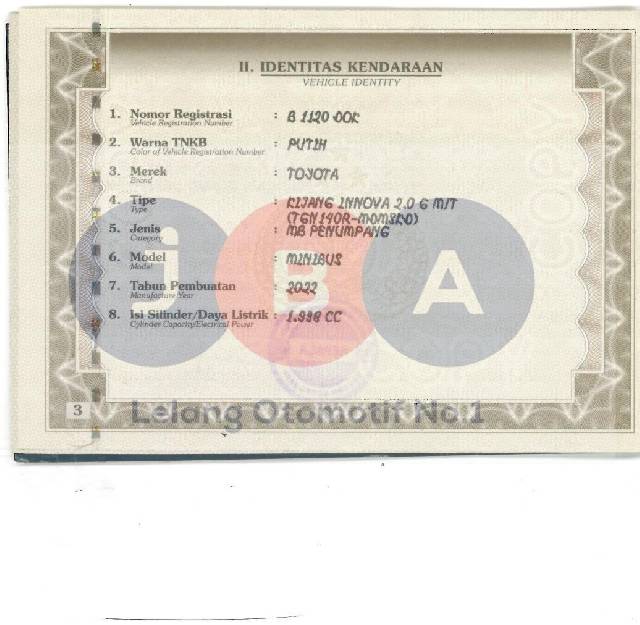 II. IDENTITAS KENDARAAN
VEHICLE IDENTITY
1. Nomor Registrasi : B 1120 DOK
Vehicle Registration Number
2. Warna TNKB : PUTIH
Color of Vehicle Registration Number
3. Merek : TOYOTA
Brand
4. Tipe : KIJANG INNOVA 2.0 G M/T
Type (TGN140R-MDMSKD)
5. Jenis : MB PENUMPANG
Category
6. Model : MINIBUS
Model
7. Tahun Pembuatan : 2022
Manufacture Year
8. Isi Silinder/Daya Listrik : 1.998 CC
Cylinder Capacity/Electrical Power
j B A
3
Lelang Otomotif No.1